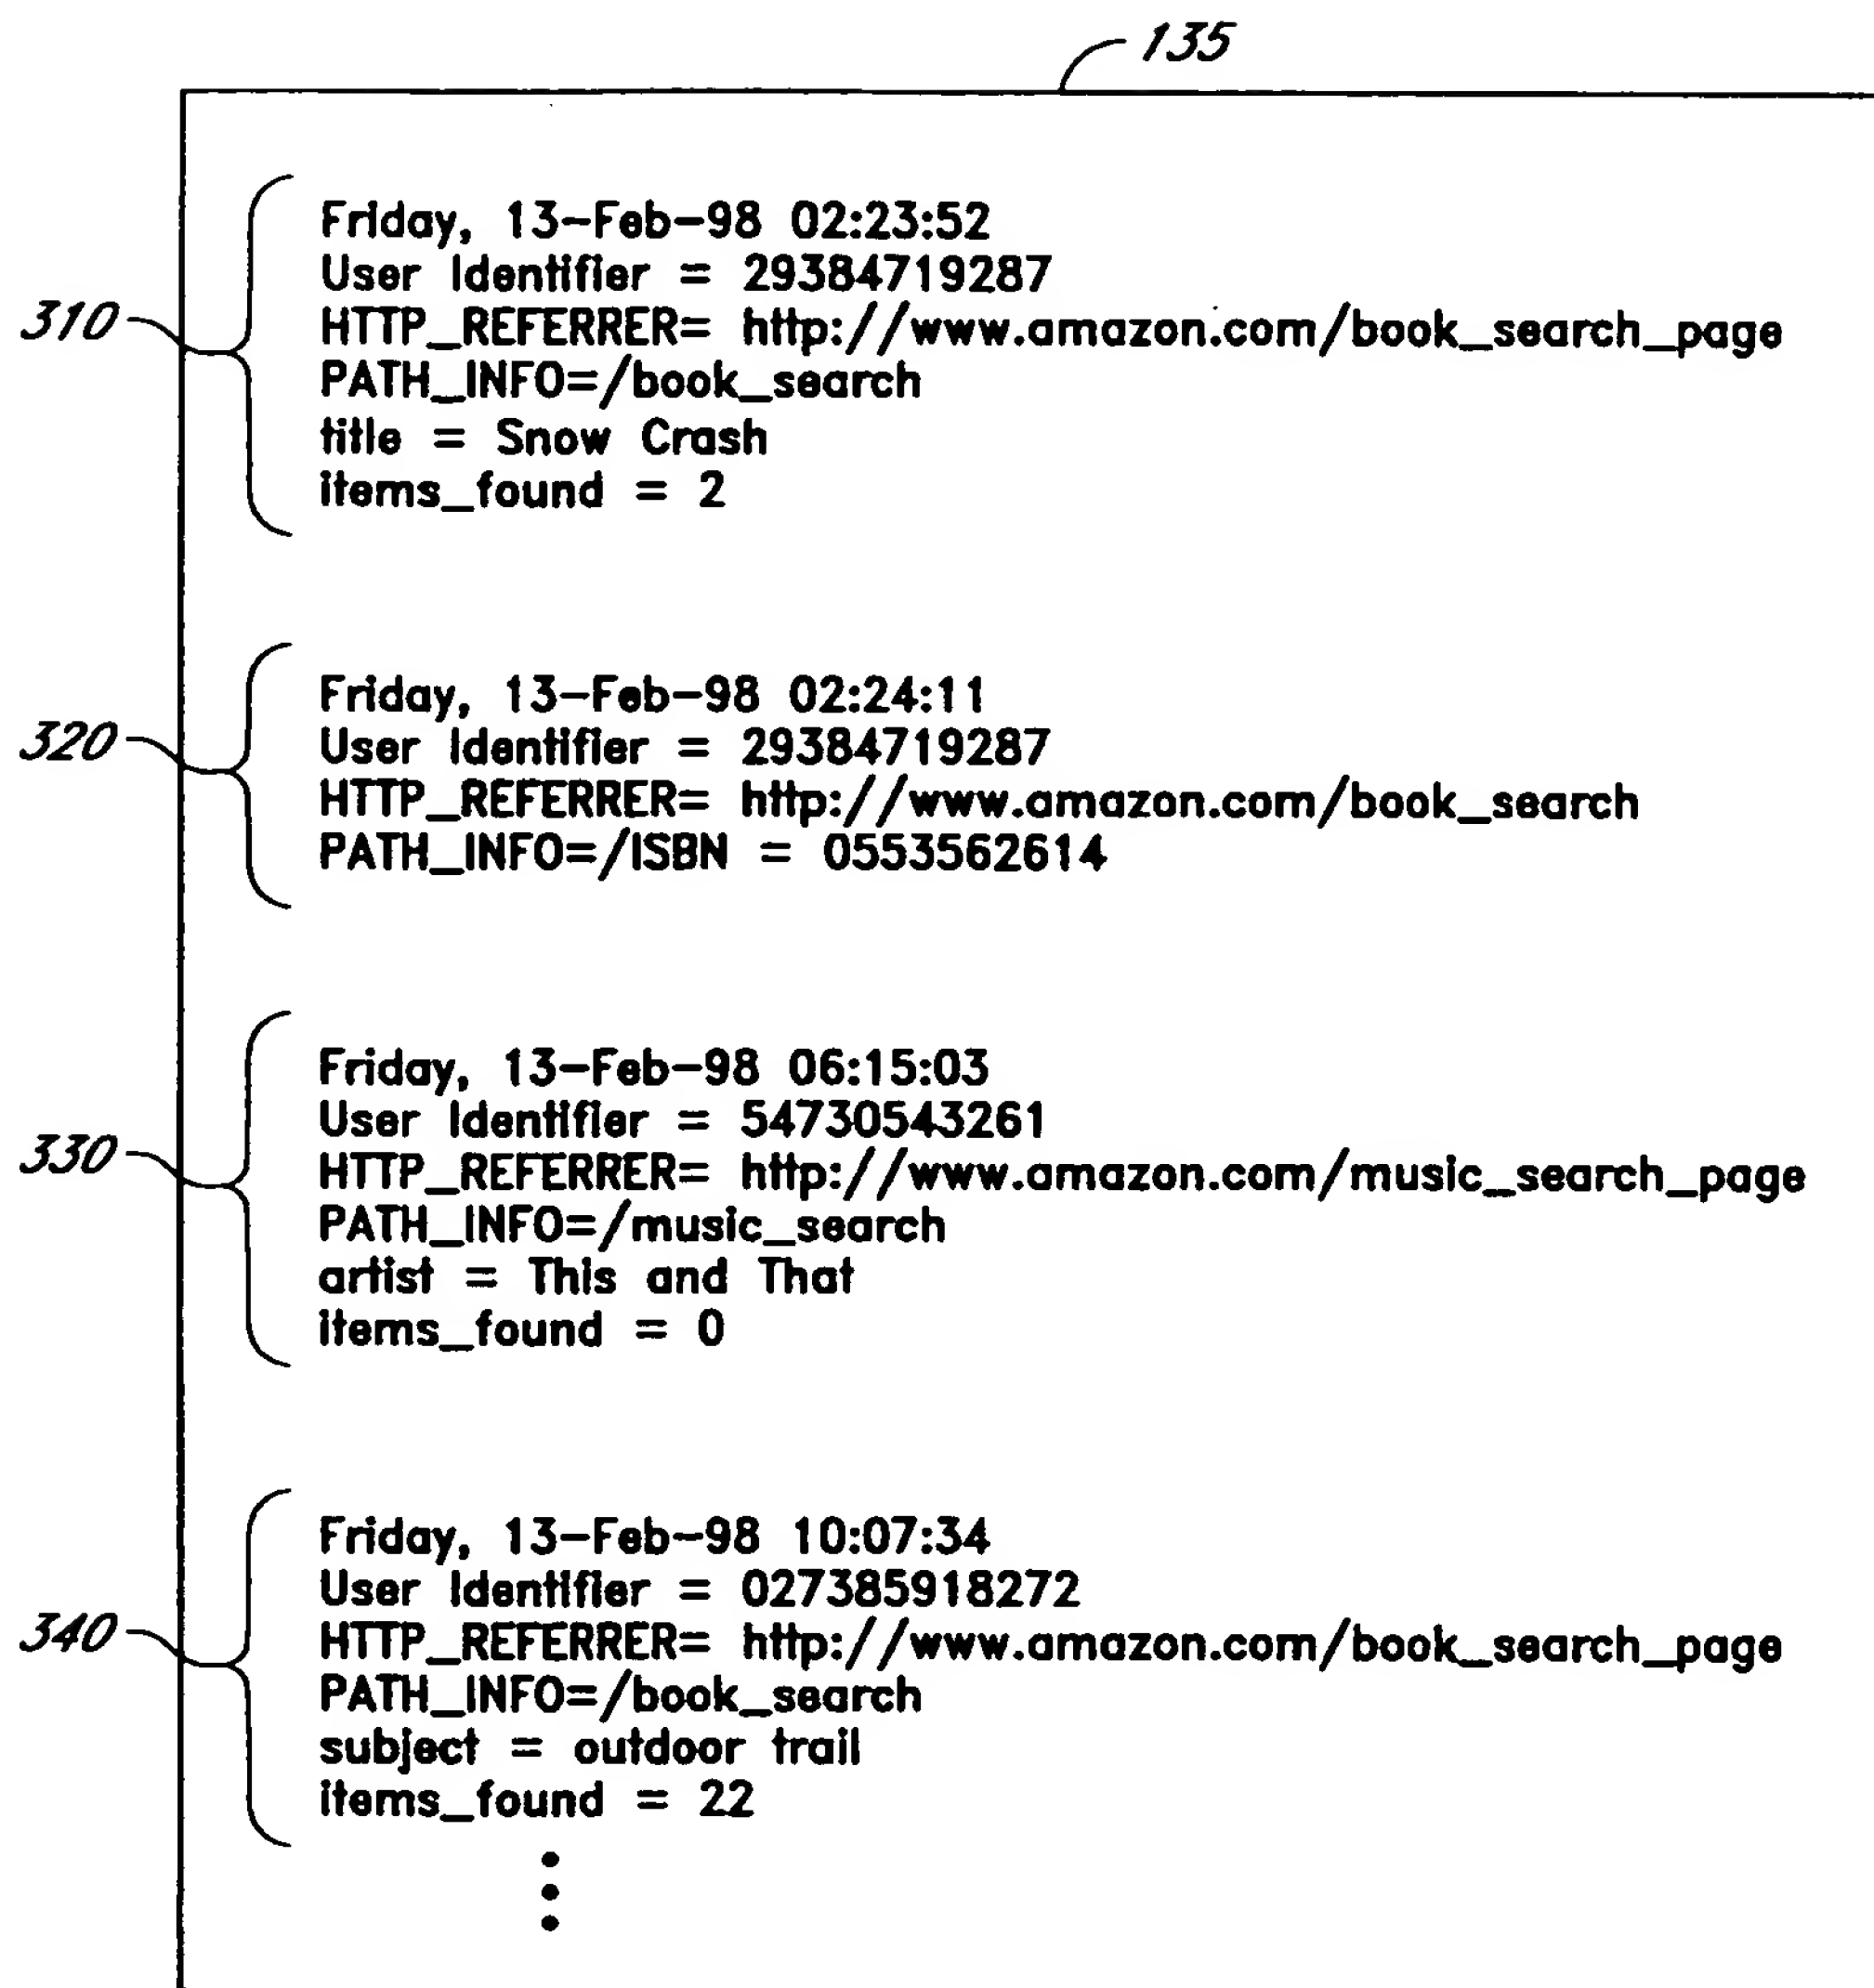 135
310
Friday, 13-Feb-98 02:23:52
User Identifier = 29384719287
HTTP_REFERRER= http://www.amazon.com/book_search_page
PATH_INFO=/book_search
title = Snow Crash
items_found = 2
320
Friday, 13-Feb-98 02:24:11
User Identifier = 29384719287
HTTP_REFERRER= http://www.amazon.com/book_search
PATH_INFO=/ISBN = 0553562614
330
Friday, 13-Feb-98 06:15:03
User Identifier = 54730543261
HTTP_REFERRER= http://www.amazon.com/music_search_page
PATH_INFO=/music_search
artist = This and That
items_found = 0
340
Friday, 13-Feb-98 10:07:34
User Identifier = 027385918272
HTTP_REFERRER= http://www.amazon.com/book_search_page
PATH_INFO=/book_search
subject = outdoor trail
items_found = 22